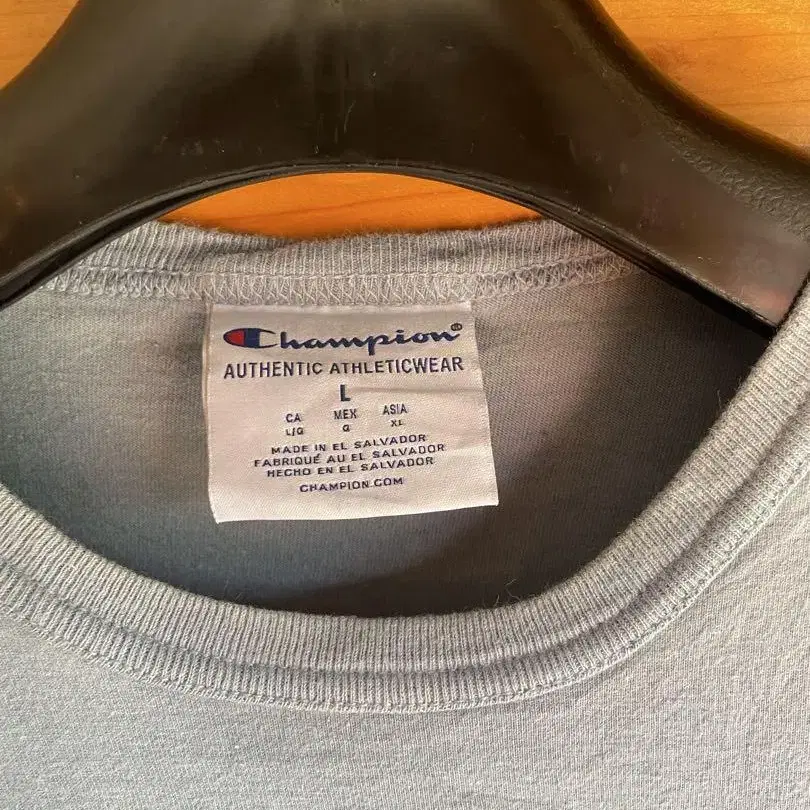 Champion
AUTHENTIC ATHLETICWEAR
L
CA MEX ASIA
L/G G XL
MADE IN EL SALVADOR
FABRIQUÉ AU EL SALVADOR
HECHO EN EL SALVADOR
CHAMPION.COM